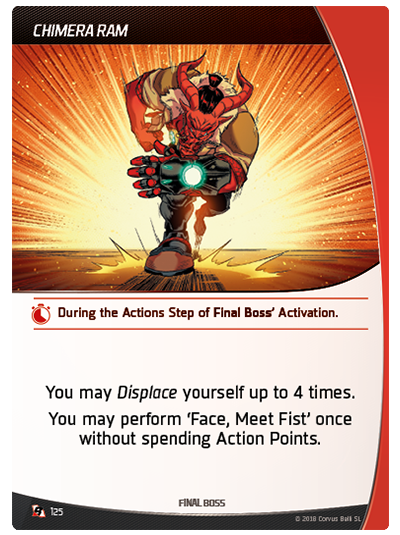 CHIMERA RAM
During the Actions Step of Final Boss' Activation.
You may Displace yourself up to 4 times.
You may perform ‘Face, Meet Fist’ once
without spending Action Points.
125
FINAL BOSS
© 2018 Corvus Belli SL